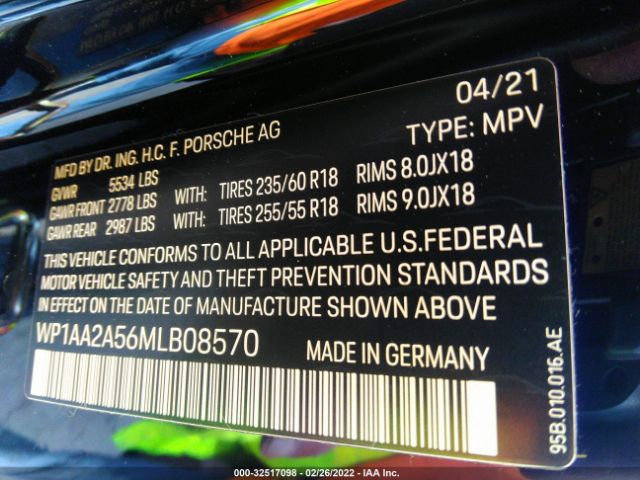 04/21
MFD BY DR. ING. H.C. F. PORSCHE AG TYPE: MPV
GVWR 5534 LBS
GAWR FRONT 2778 LBS WITH: TIRES 235/60 R18 RIMS 8.0JX18
GAWR REAR 2987 LBS WITH: TIRES 255/55 R18 RIMS 9.0JX18
THIS VEHICLE CONFORMS TO ALL APPLICABLE U.S.FEDERAL
MOTOR VEHICLE SAFETY AND THEFT PREVENTION STANDARDS
IN EFFECT ON THE DATE OF MANUFACTURE SHOWN ABOVE
WP1AA2A56MLB08570 MADE IN GERMANY
95B.010.016.AE
000-32517098 - 02/26/2022 - IAA Inc.